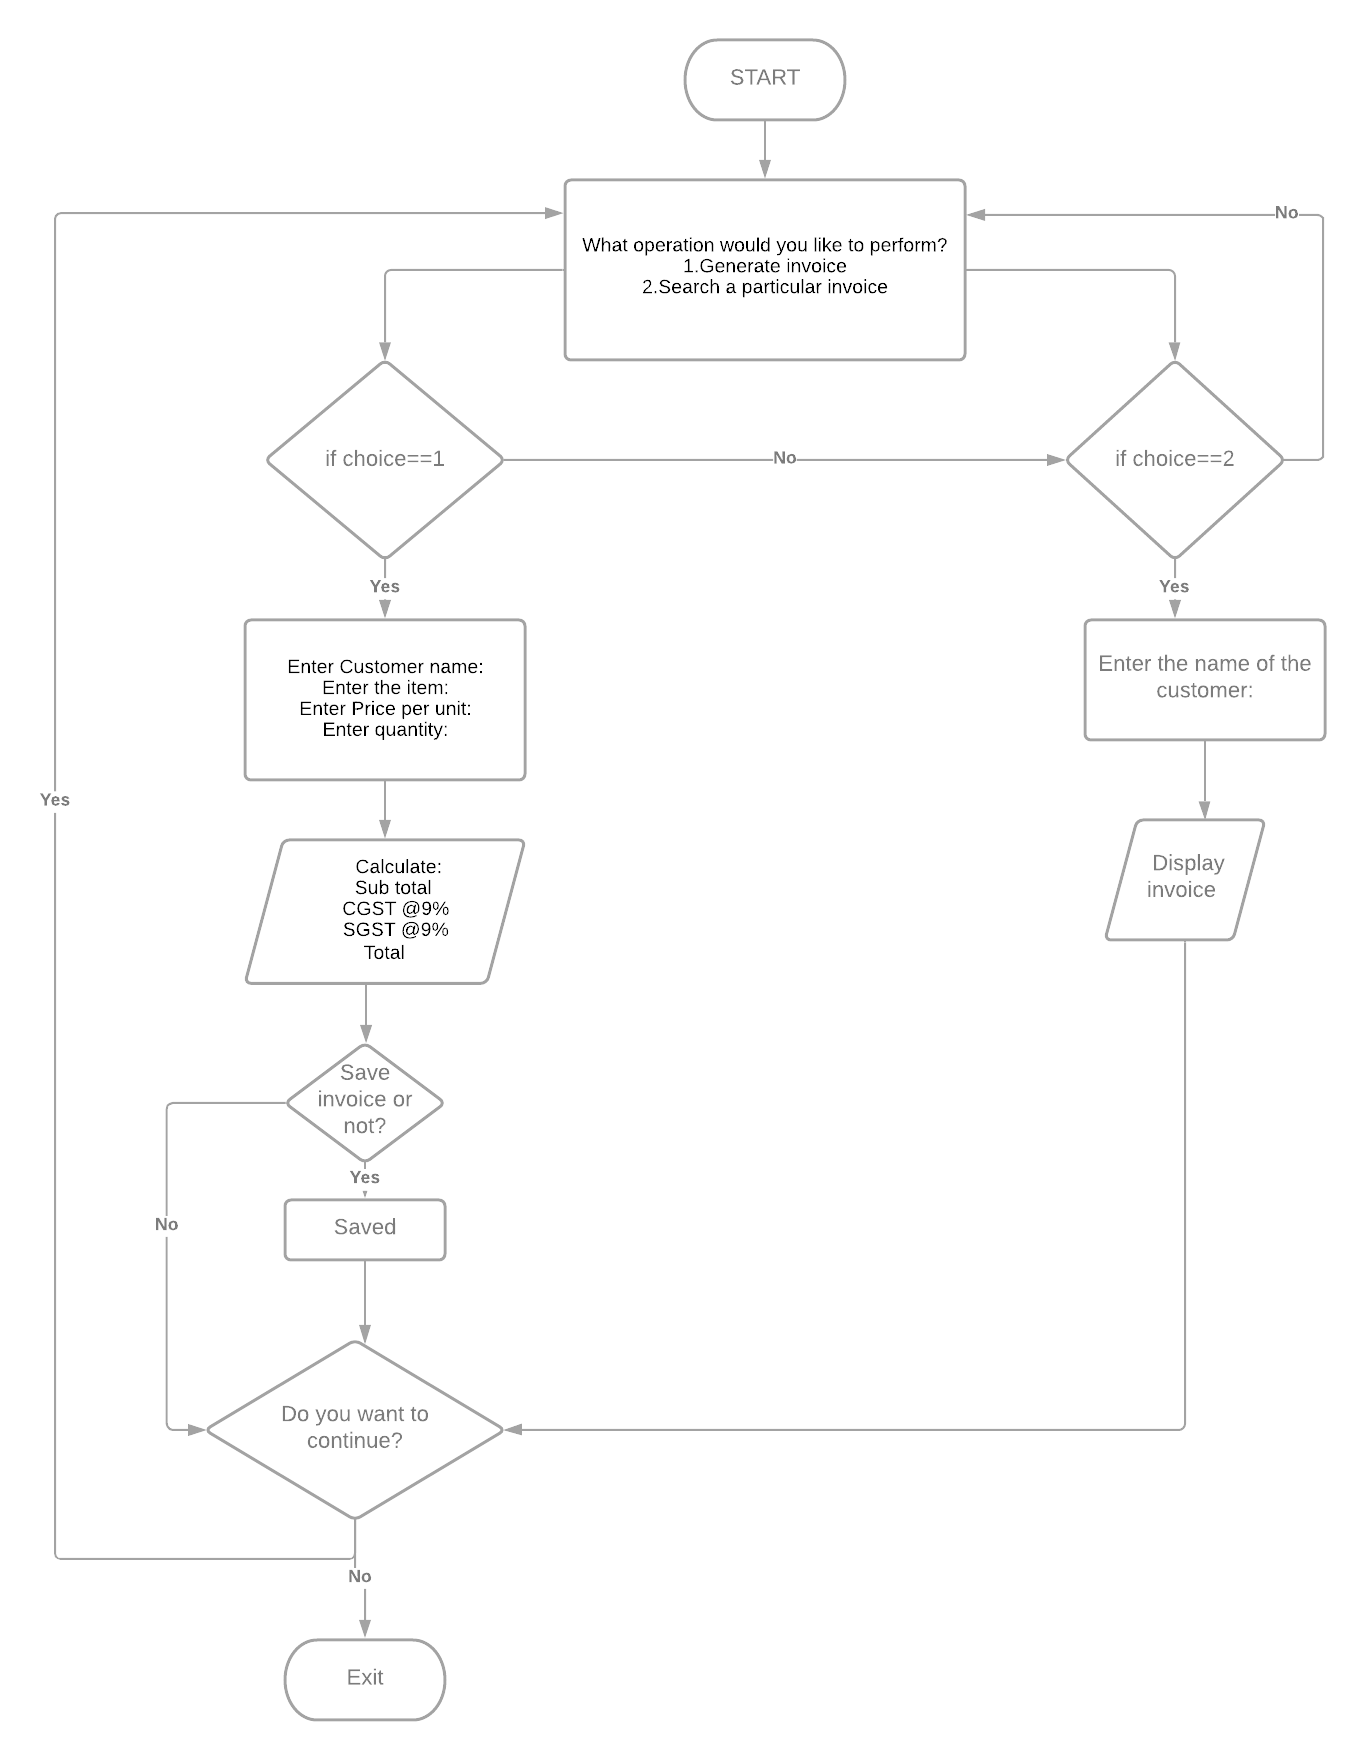 START
What operation would you like to perform?
1.Generate invoice
2.Search a particular invoice
No
if choice==1
No
if choice==2
Yes
Yes
Enter Customer name:
Enter the item:
Enter Price per unit:
Enter quantity:
Enter the name of the
customer:
Yes
Calculate:
Sub total
CGST @9%
SGST @9%
Total
Display
invoice
Save
invoice or
not?
Yes
No
Saved
Do you want to
continue?
No
Exit